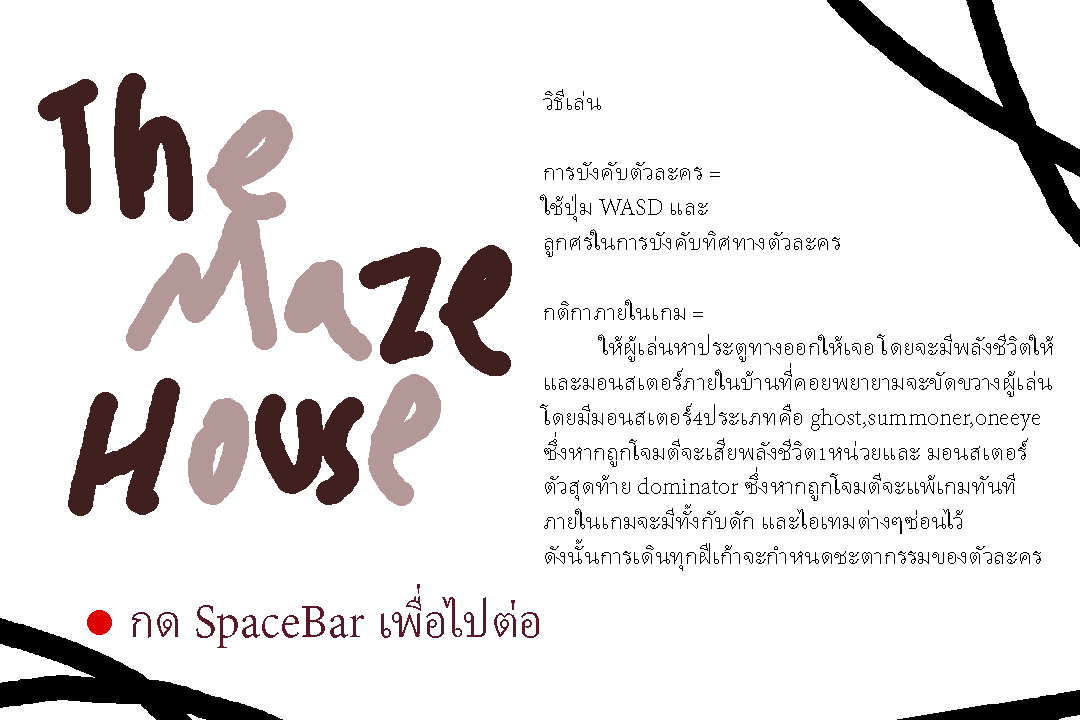 The
Maze
House
วิธีเล่น
การบังคับตัวละคร =
ใช้ปุ่ม WASD และ
ลูกศรในการบังคับทิศทางตัวละคร
กติกาภายในเกม =
ให้ผู้เล่นหาประตูทางออกให้เจอ โดยจะมีพลังชีวิตให้
และมอนสเตอร์ภายในบ้านที่คอยพยายามจะขัดขวางผู้เล่น
โดยมีมอนสเตอร์4ประเภทคือ ghost,summoner,oneeye
ซึ่งหากถูกโจมตีจะเสียพลังชีวิต1หน่วยและ มอนสเตอร์
ตัวสุดท้าย dominator ซึ่งหากถูกโจมตีจะแพ้เกมทันที
ภายในเกมจะมีทั้งกับดัก และไอเทมต่างๆซ่อนไว้
ดังนั้นการเดินทุกฝีเก้าจะกำหนดชะตากรรมของตัวละคร
กด SpaceBar เพื่อไปต่อ